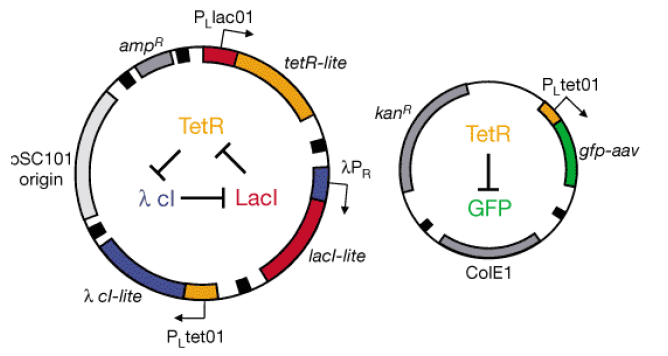 PLlac01
ampR
tetR-lite
TetR
λ cI
LacI
λPR
lacI-lite
PLtet01
λ cI-lite
pSC101
origin
PLtet01
kanR
gfp-aav
TetR
GFP
ColE1